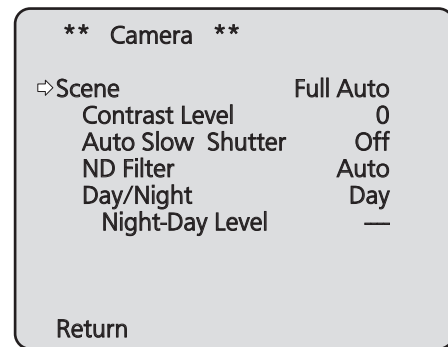 ** Camera **
⇨Scene Full Auto
Contrast Level 0
Auto Slow Shutter Off
ND Filter Auto
Day/Night Day
Night-Day Level —
Return